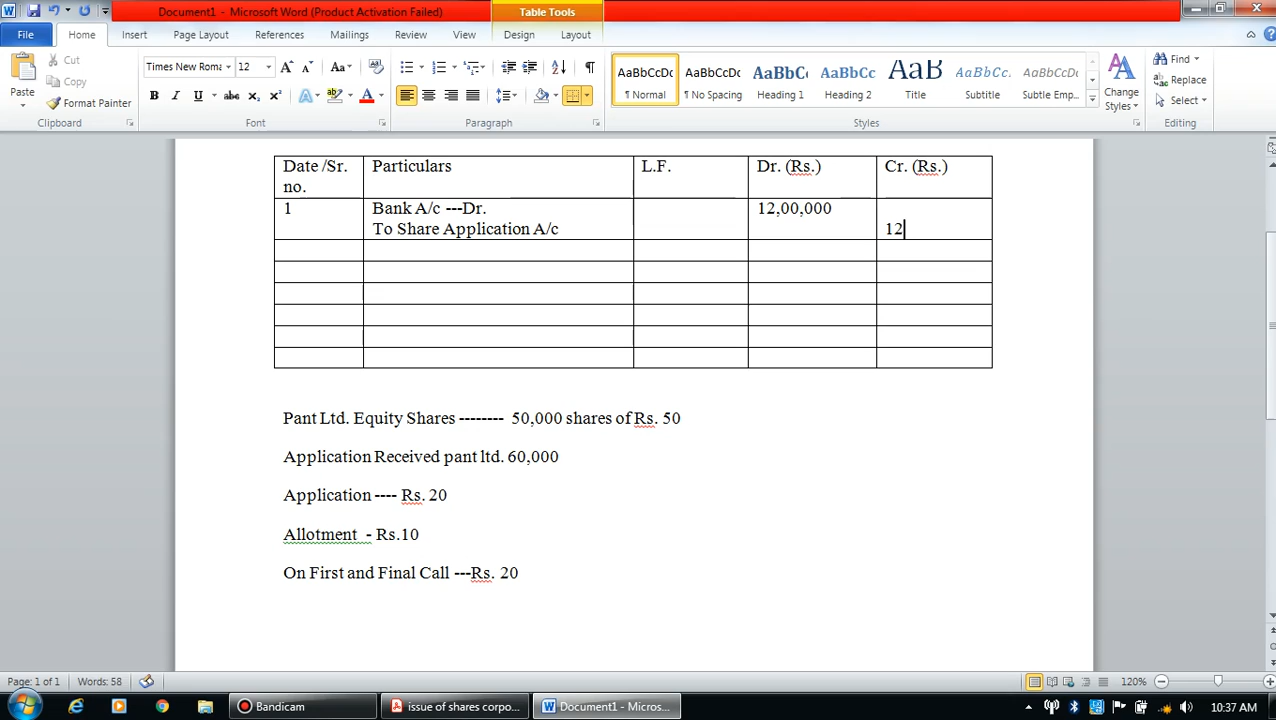 Document1 - Microsoft Word (Product Activation Failed)
Table Tools
File Home Insert Page Layout References Mailings Review View Design Layout
Paste
Cut
Copy
Format Painter
Clipboard
Times New Roma 12
Font
Paragraph
AaBbCcDc
¶ Normal
AaBbCcDc
¶ No Spacing
AaBbCc
Heading 1
AaBbCc
Heading 2
AaB
Title
AaBbCc.
Subtitle
AaBbCcDc
Subtle Emp...
Change
Styles
Styles
Find
Replace
Select
Editing
Date /Sr. no. Particulars L.F. Dr. (Rs.) Cr. (Rs.)
1 Bank A/c ---Dr. 12,00,000
To Share Application A/c 12
Pant Ltd. Equity Shares -------- 50,000 shares of Rs. 50
Application Received pant ltd. 60,000
Application ---- Rs. 20
Allotment - Rs.10
On First and Final Call ---Rs. 20
Page: 1 of 1 Words: 58 120%
Bandicam issue of shares corpo... Document1 - Micros... 10:37 AM